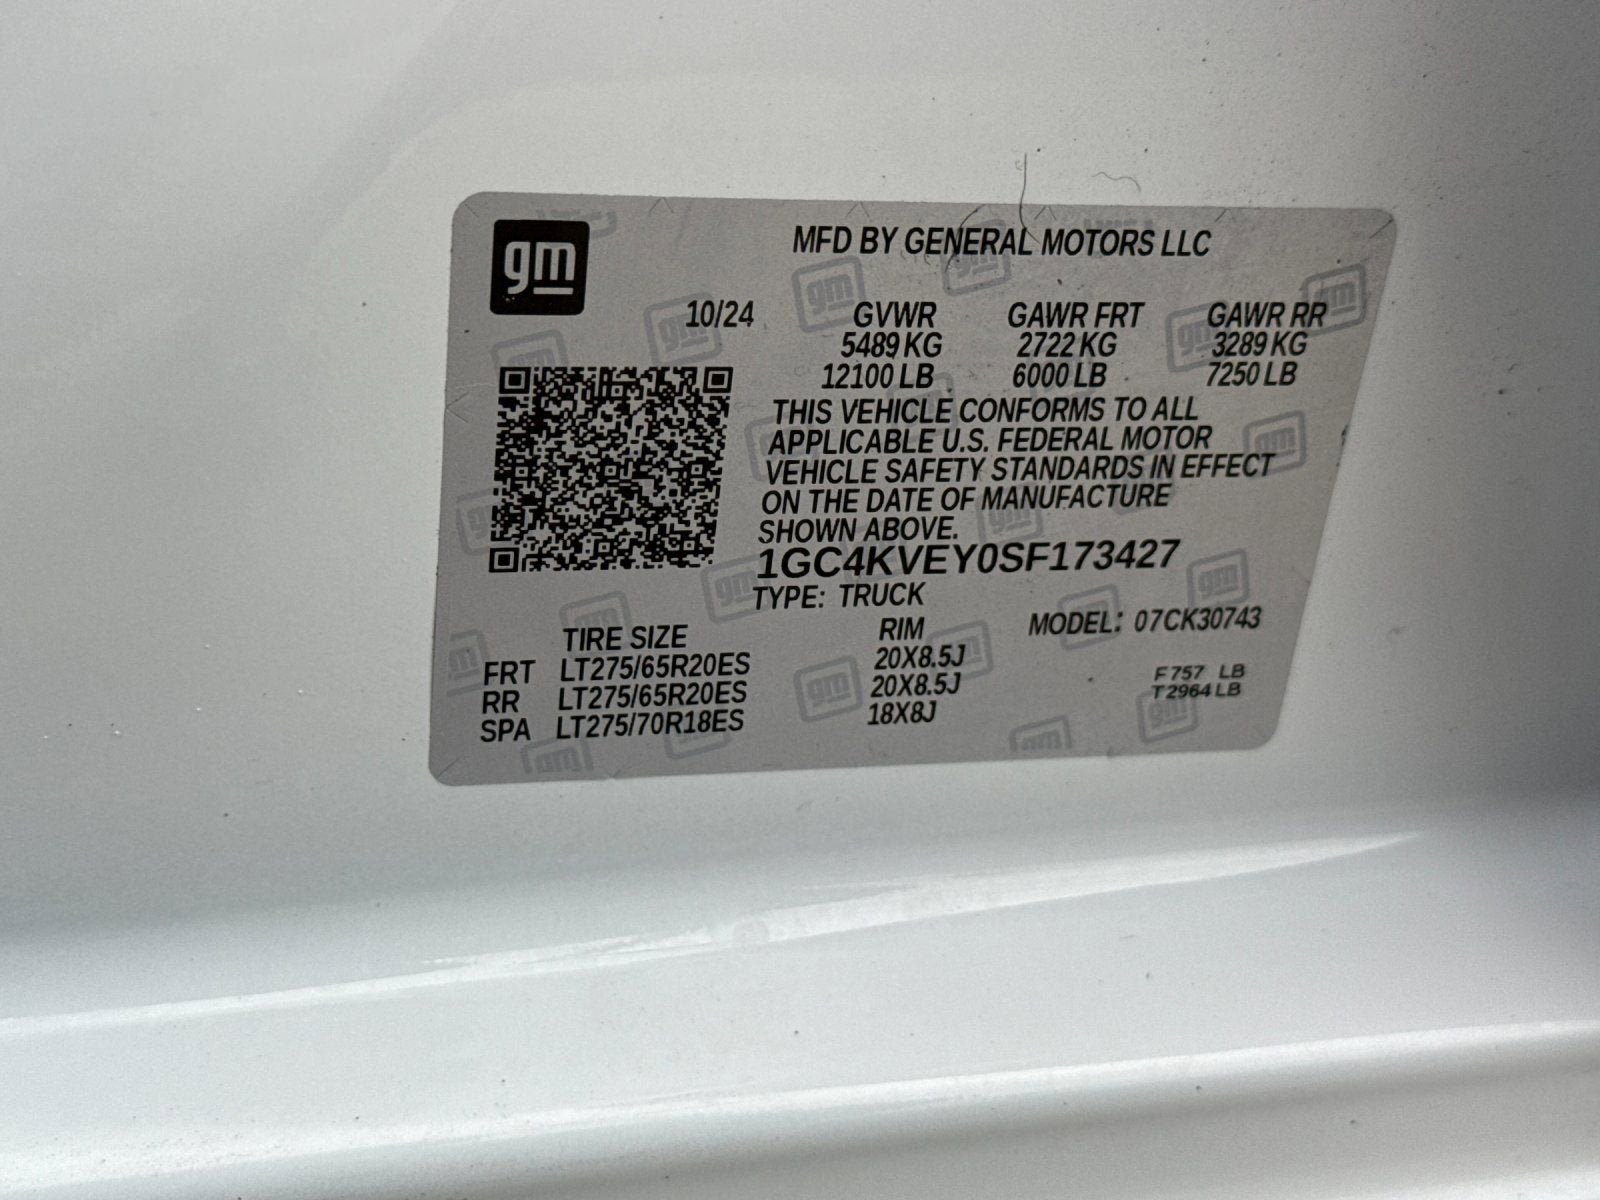 gm
MFD BY GENERAL MOTORS LLC
10/24 GVWR GAWR FRT GAWR RR
5489 KG 2722 KG 3289 KG
12100 LB 6000 LB 7250 LB
THIS VEHICLE CONFORMS TO ALL
APPLICABLE U.S. FEDERAL MOTOR
VEHICLE SAFETY STANDARDS IN EFFECT
ON THE DATE OF MANUFACTURE
SHOWN ABOVE.
1GC4KVEY0SF173427
TYPE: TRUCK
MODEL: 07CK30743
TIRE SIZE RIM
FRT LT275/65R20ES 20X8.5J
RR LT275/65R20ES 20X8.5J
SPA LT275/70R18ES 18X8J
F 757 LB
T 2964 LB